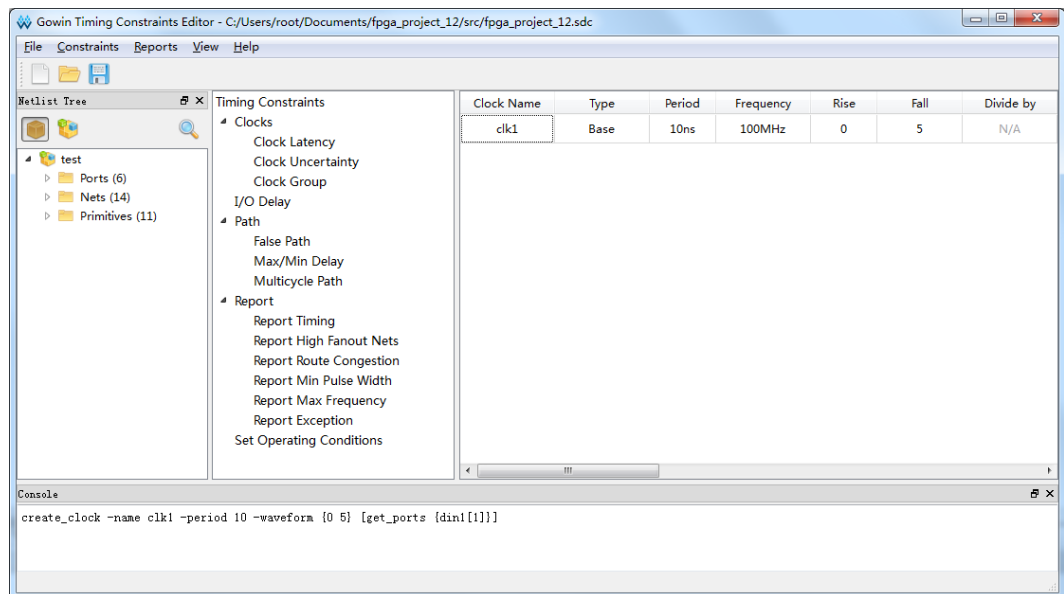 Gowin Timing Constraints Editor - C:/Users/root/Documents/fpga_project_12/src/fpga_project_12.sdc
File Constraints Reports View Help
Netlist Tree
test
Ports (6)
Nets (14)
Primitives (11)
Timing Constraints
Clocks
Clock Latency
Clock Uncertainty
Clock Group
I/O Delay
Path
False Path
Max/Min Delay
Multicycle Path
Report
Report Timing
Report High Fanout Nets
Report Route Congestion
Report Min Pulse Width
Report Max Frequency
Report Exception
Set Operating Conditions
Clock Name Type Period Frequency Rise Fall Divide by
clk1 Base 10ns 100MHz 0 5 N/A
Console
create_clock -name clk1 -period 10 -waveform {0 5} [get_ports {din1[1]}]